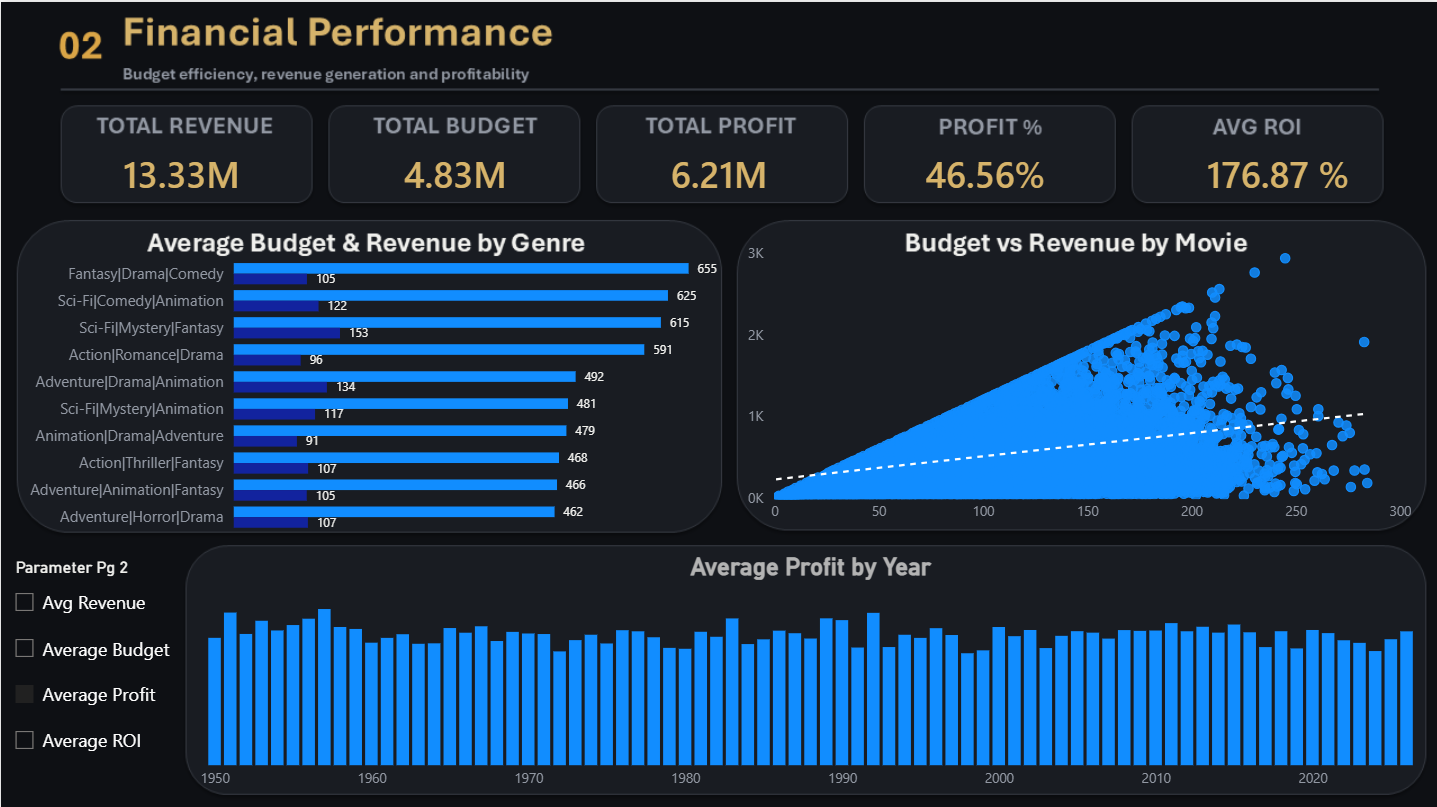 02
Financial Performance
Budget efficiency, revenue generation and profitability
TOTAL REVENUE
13.33M
TOTAL BUDGET
4.83M
TOTAL PROFIT
6.21M
PROFIT %
46.56%
AVG ROI
176.87 %
Average Budget & Revenue by Genre
Fantasy|Drama|Comedy 655 105
Sci-Fi|Comedy|Animation 625 122
Sci-Fi|Mystery|Fantasy 615 153
Action|Romance|Drama 591 96
Adventure|Drama|Animation 492 134
Sci-Fi|Mystery|Animation 481 117
Animation|Drama|Adventure 479 91
Action|Thriller|Fantasy 468 107
Adventure|Animation|Fantasy 466 105
Adventure|Horror|Drama 462 107
Budget vs Revenue by Movie
3K
2K
1K
0K
0 50 100 150 200 250 300
Parameter Pg 2
Avg Revenue
Average Budget
Average Profit
Average ROI
Average Profit by Year
1950 1960 1970 1980 1990 2000 2010 2020